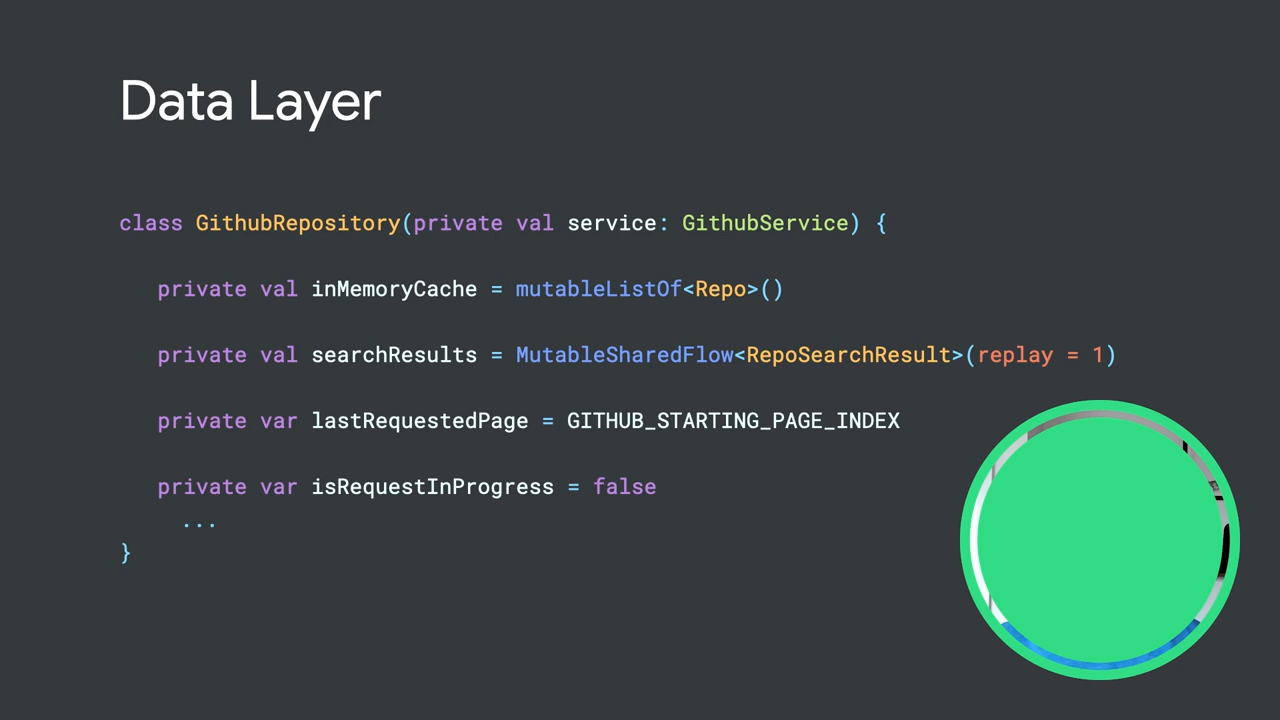 Data Layer
class GithubRepository(private val service: GithubService) {
private val inMemoryCache = mutableListOf<Repo>()
private val searchResults = MutableSharedFlow<RepoSearchResult>(replay = 1)
private var lastRequestedPage = GITHUB_STARTING_PAGE_INDEX
private var isRequestInProgress = false
...
}